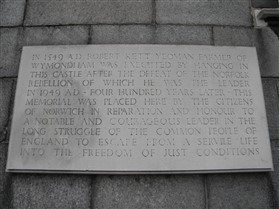 IN 1549 A.D. ROBERT KETT YEOMAN FARMER OF
WYMONDHAM WAS EXECUTED BY HANGING IN
THIS CASTLE AFTER THE DEFEAT OF THE NORFOLK
REBELLION OF WHICH HE WAS THE LEADER
IN 1949 A.D. FOUR HUNDRED YEARS LATER THIS
MEMORIAL WAS PLACED HERE BY THE CITIZENS
OF NORWICH IN REPARATION AND HONOUR TO
A NOTABLE AND COURAGEOUS LEADER IN THE
LONG STRUGGLE OF THE COMMON PEOPLE OF
ENGLAND TO ESCAPE FROM A SERVILE LIFE
INTO THE FREEDOM OF JUST CONDITIONS